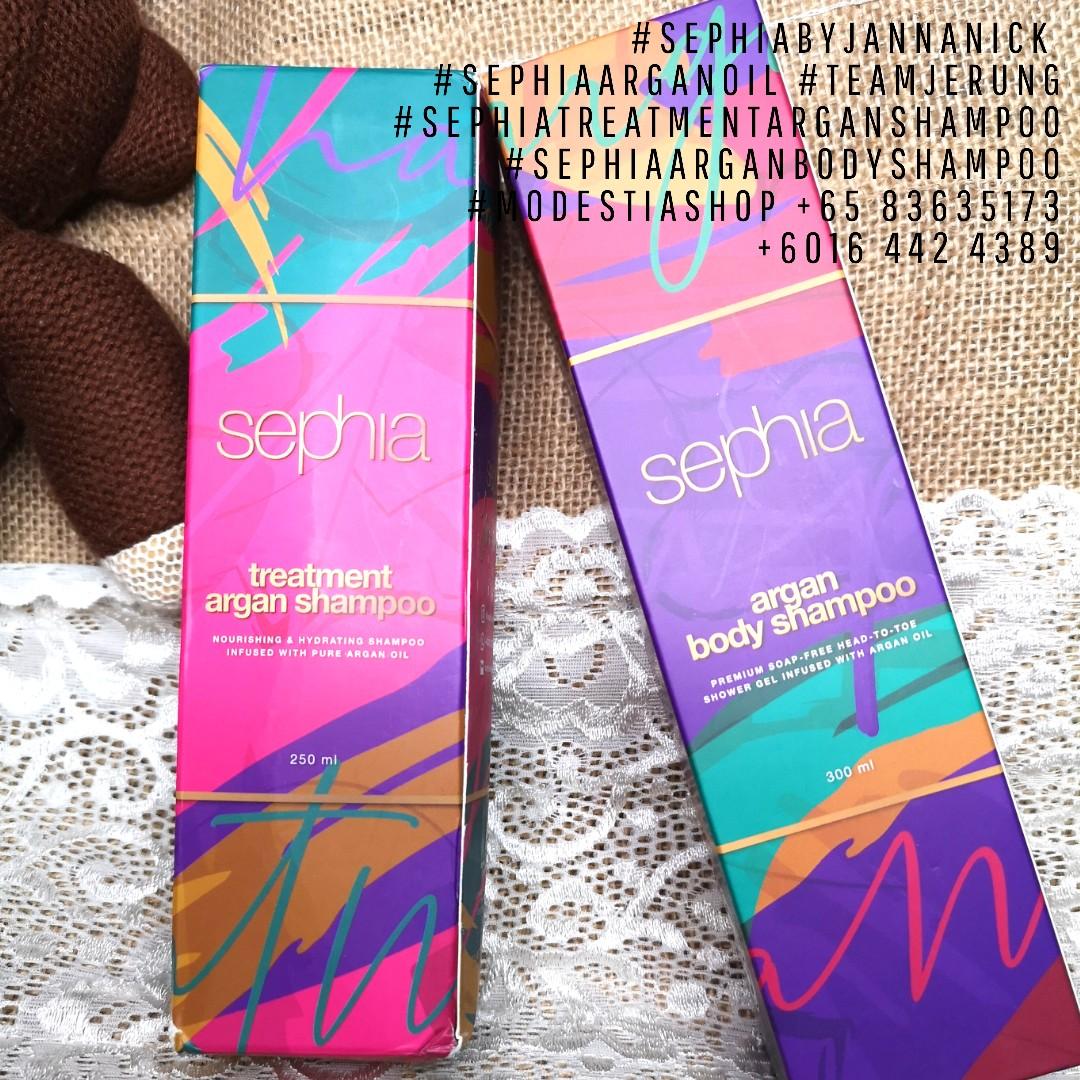 #SEPHIABYJANNANICK
#SEPHIAARGANOIL #TEAMJERUNG
#SEPHIATREATMENTARGANSHAMPOO
#SEPHIAARGANBODYSHAMPOO
#MODESTIASHOP +65 83635173
+6016 442 4389
sephia
treatment
argan shampoo
NOURISHING & HYDRATING SHAMPOO
INFUSED WITH PURE ARGAN OIL
250 ml
sephia
argan
body shampoo
PREMIUM SOAP-FREE HEAD-TO-TOE
SHOWER GEL INFUSED WITH ARGAN OIL
300 ml